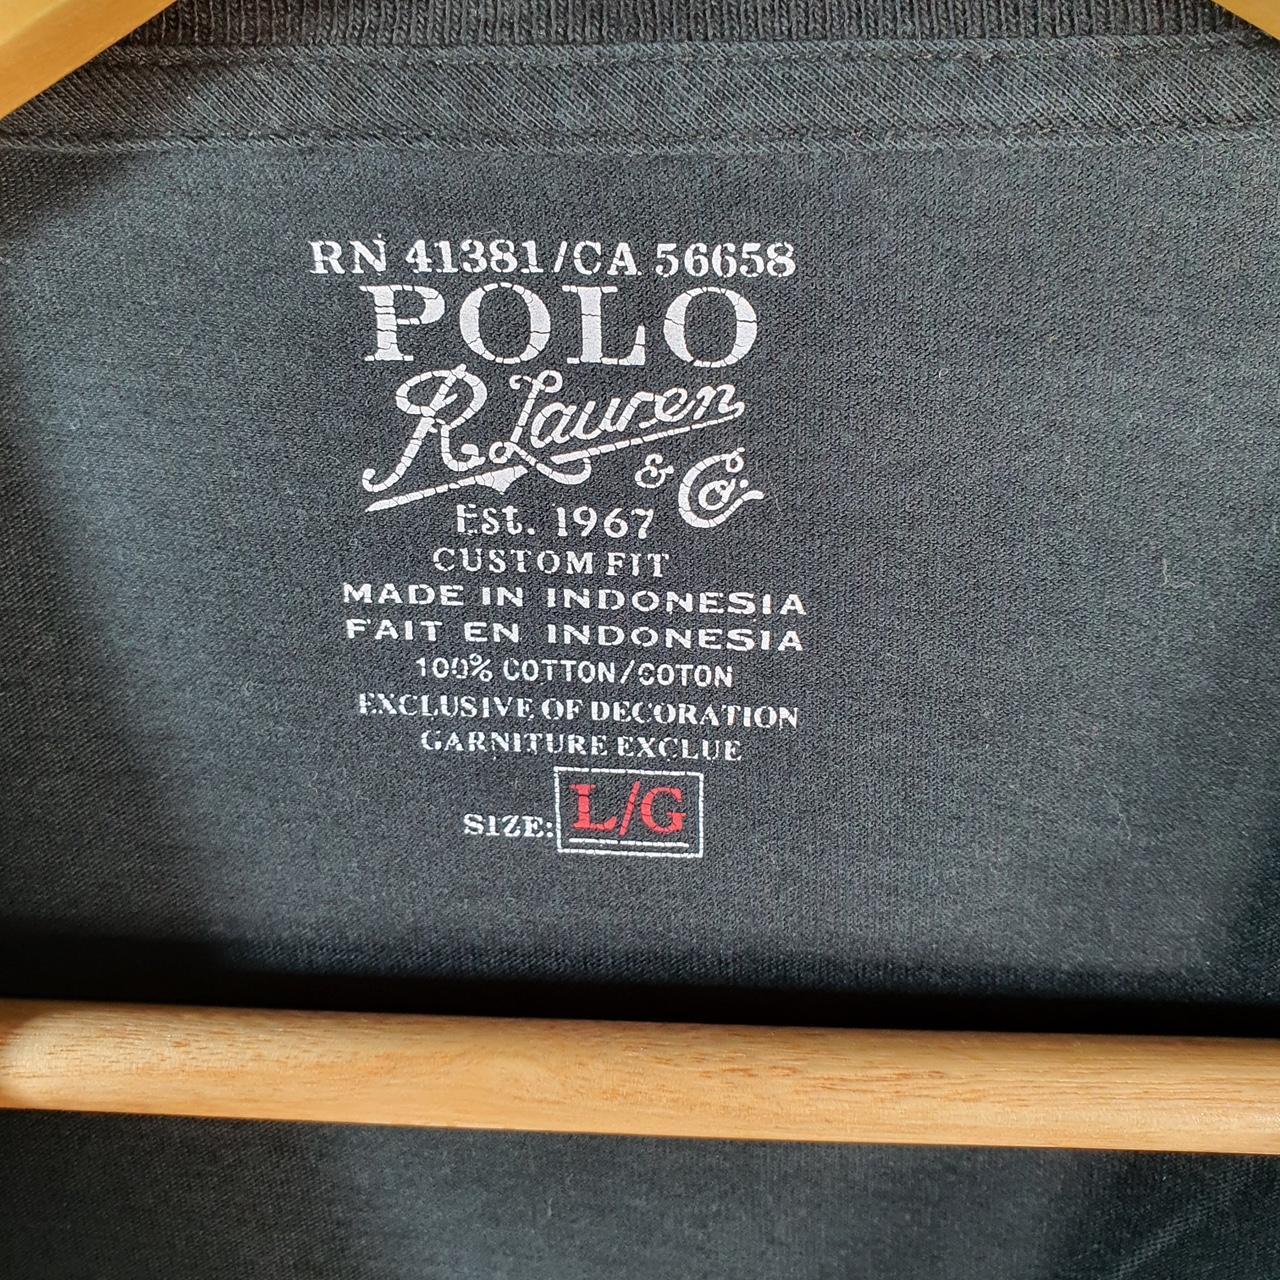 RN 41381/CA 56658
POLO
R. Lauren
& Co.
Est. 1967
CUSTOM FIT
MADE IN INDONESIA
FAIT EN INDONESIA
100% COTTON/COTON
EXCLUSIVE OF DECORATION
GARNITURE EXCLUE
SIZE: L/G